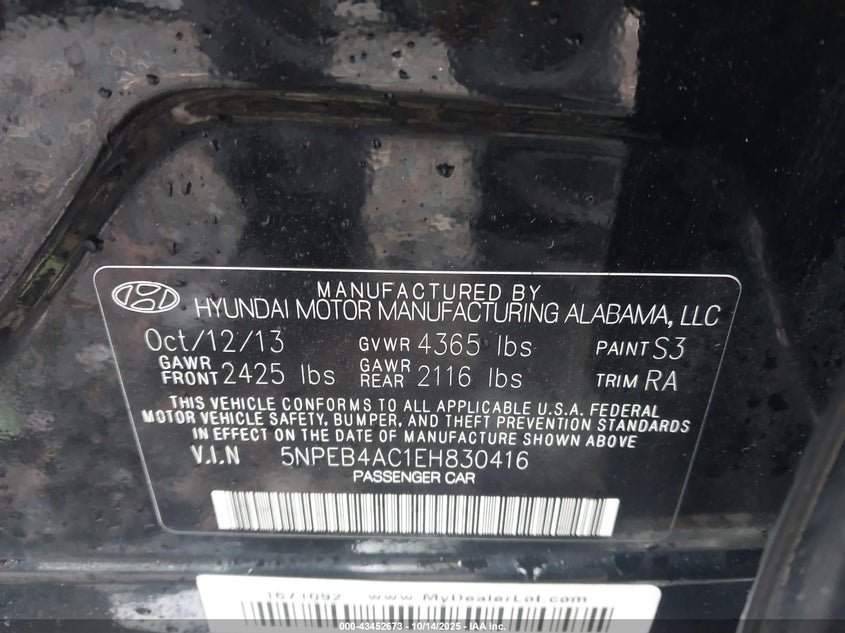 MANUFACTURED BY
HYUNDAI MOTOR MANUFACTURING ALABAMA, LLC
Oct/12/13 GVWR 4365 lbs PAINT S3
GAWR FRONT 2425 lbs GAWR REAR 2116 lbs TRIM RA
THIS VEHICLE CONFORMS TO ALL APPLICABLE U.S.A. FEDERAL
MOTOR VEHICLE SAFETY, BUMPER, AND THEFT PREVENTION STANDARDS
IN EFFECT ON THE DATE OF MANUFACTURE SHOWN ABOVE
V.I.N 5NPEB4AC1EH830416
PASSENGER CAR
1671092 www.MyDealerLot.com
000-43452673 - 10/14/2025 - IAA Inc.